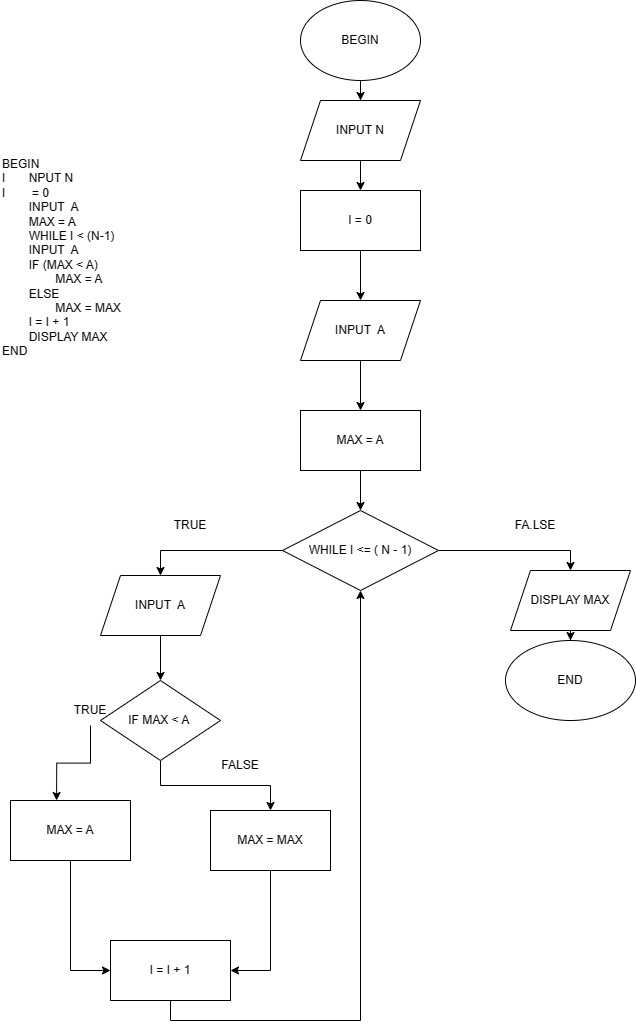 BEGIN
INPUT N
I = 0
INPUT A
MAX = A
WHILE I <= ( N - 1)
TRUE
FA.LSE
INPUT A
DISPLAY MAX
END
IF MAX < A
TRUE
FALSE
MAX = A
MAX = MAX
I = I + 1
BEGIN
I NPUT N
I = 0
INPUT A
MAX = A
WHILE I < (N-1)
INPUT A
IF (MAX < A)
MAX = A
ELSE
MAX = MAX
I = I + 1
DISPLAY MAX
END